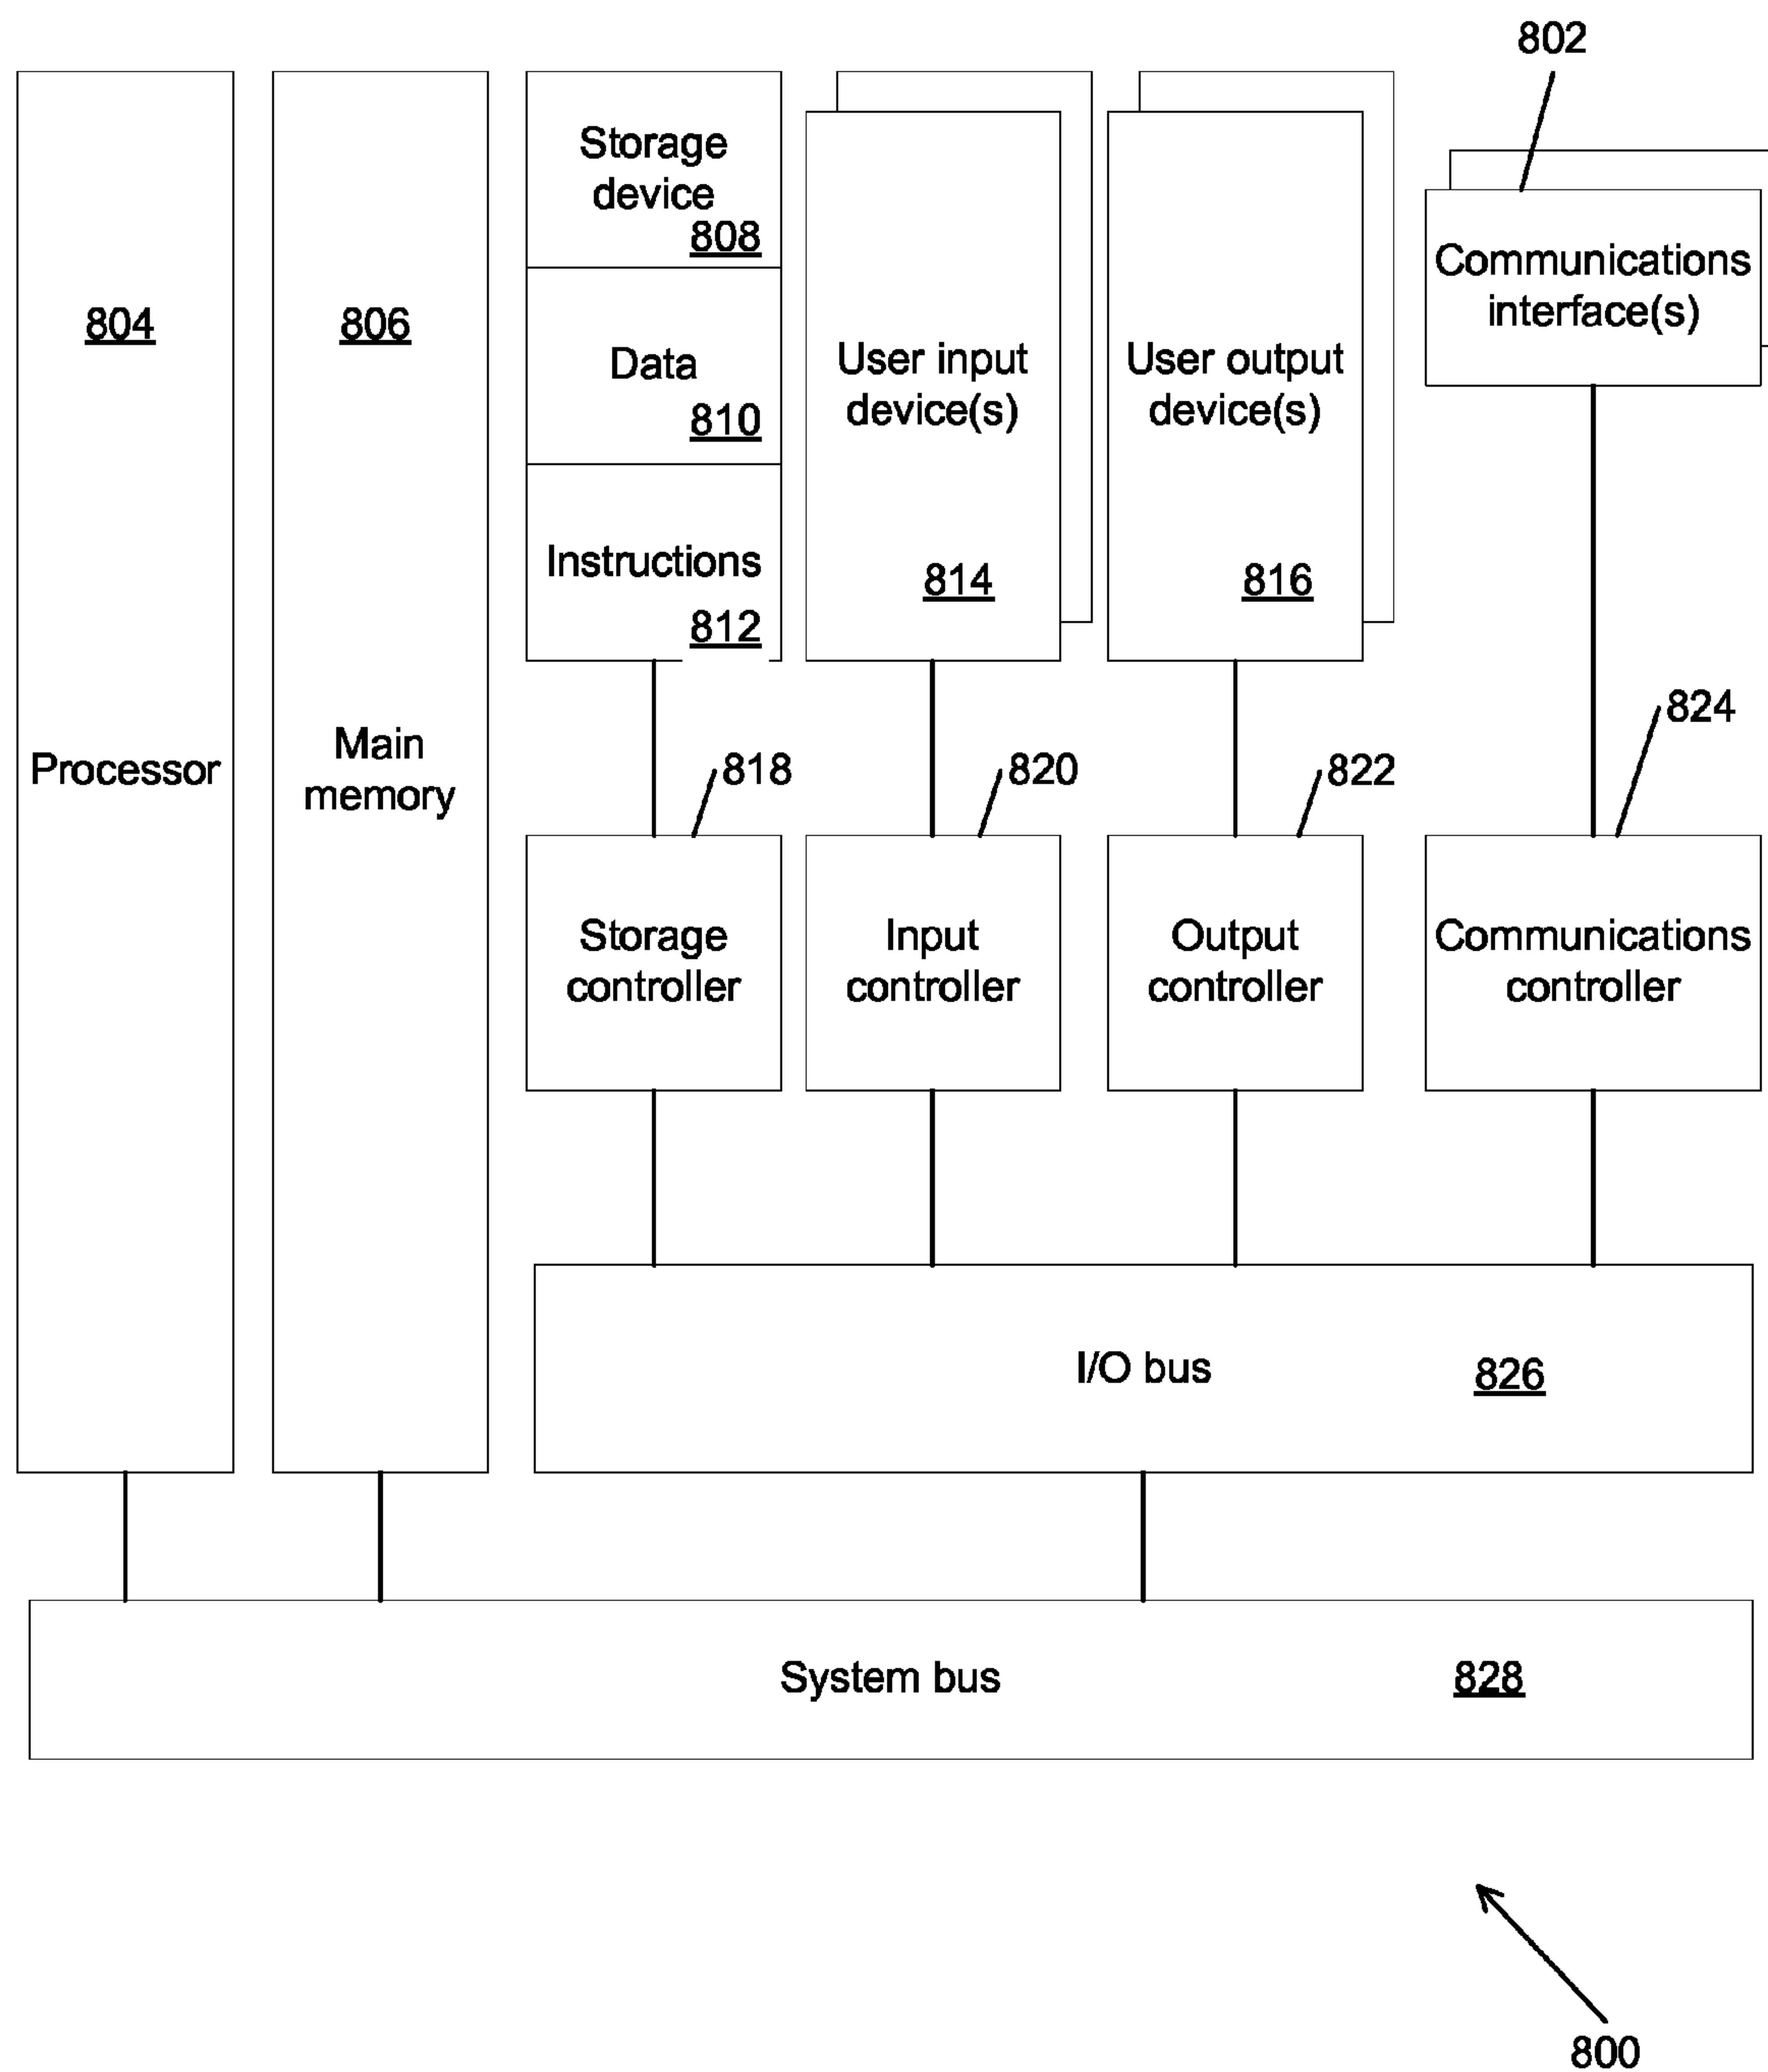 802
804
Processor
806
Main
memory
Storage
device
808
Data
810
Instructions
812
User input
device(s)
814
User output
device(s)
816
Communications
interface(s)
818
820
822
824
Storage
controller
Input
controller
Output
controller
Communications
controller
I/O bus
826
System bus
828
800